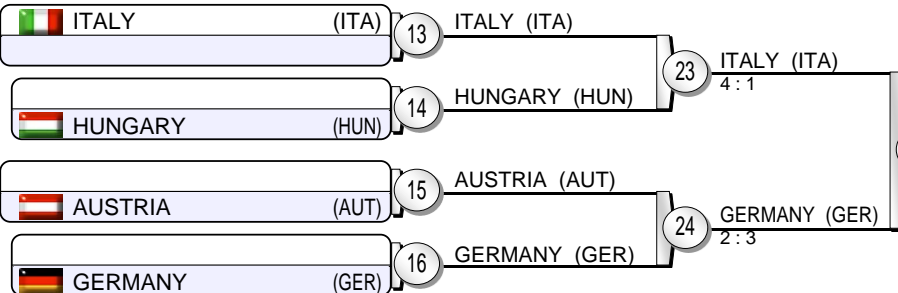 ITALY (ITA)
13
ITALY (ITA)
23
ITALY (ITA)
4 : 1
14
HUNGARY (HUN)
HUNGARY (HUN)
15
AUSTRIA (AUT)
AUSTRIA (AUT)
24
GERMANY (GER)
2 : 3
16
GERMANY (GER)
GERMANY (GER)